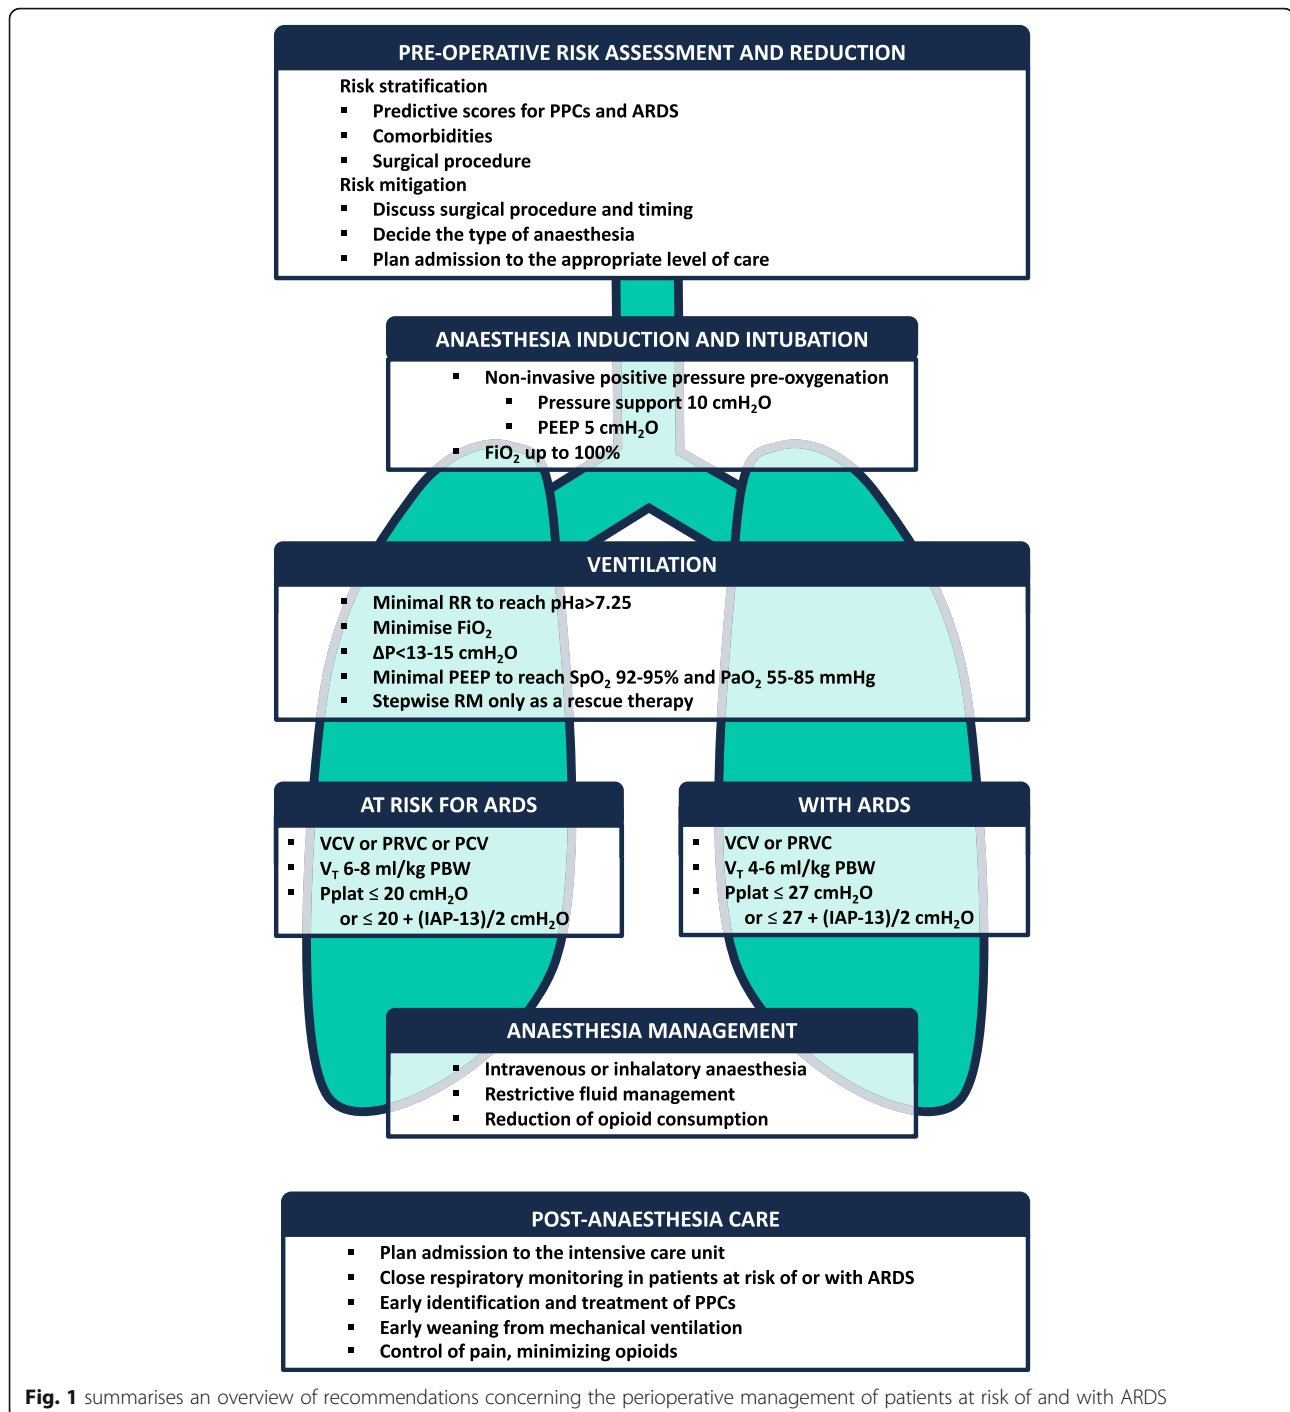 PRE-OPERATIVE RISK ASSESSMENT AND REDUCTION
Risk stratification
▪ Predictive scores for PPCs and ARDS
▪ Comorbidities
▪ Surgical procedure
Risk mitigation
▪ Discuss surgical procedure and timing
▪ Decide the type of anaesthesia
▪ Plan admission to the appropriate level of care
ANAESTHESIA INDUCTION AND INTUBATION
▪ Non-invasive positive pressure pre-oxygenation
▪ Pressure support 10 cmH₂O
▪ PEEP 5 cmH₂O
▪ FiO₂ up to 100%
VENTILATION
▪ Minimal RR to reach pHa>7.25
▪ Minimise FiO₂
▪ ΔP<13-15 cmH₂O
▪ Minimal PEEP to reach SpO₂ 92-95% and PaO₂ 55-85 mmHg
▪ Stepwise RM only as a rescue therapy
AT RISK FOR ARDS
▪ VCV or PRVC or PCV
▪ V_T 6-8 ml/kg PBW
▪ Pplat ≤ 20 cmH₂O
or ≤ 20 + (IAP-13)/2 cmH₂O
WITH ARDS
▪ VCV or PRVC
▪ V_T 4-6 ml/kg PBW
▪ Pplat ≤ 27 cmH₂O
or ≤ 27 + (IAP-13)/2 cmH₂O
ANAESTHESIA MANAGEMENT
▪ Intravenous or inhalatory anaesthesia
▪ Restrictive fluid management
▪ Reduction of opioid consumption
POST-ANAESTHESIA CARE
▪ Plan admission to the intensive care unit
▪ Close respiratory monitoring in patients at risk of or with ARDS
▪ Early identification and treatment of PPCs
▪ Early weaning from mechanical ventilation
▪ Control of pain, minimizing opioids
Fig. 1 summarises an overview of recommendations concerning the perioperative management of patients at risk of and with ARDS